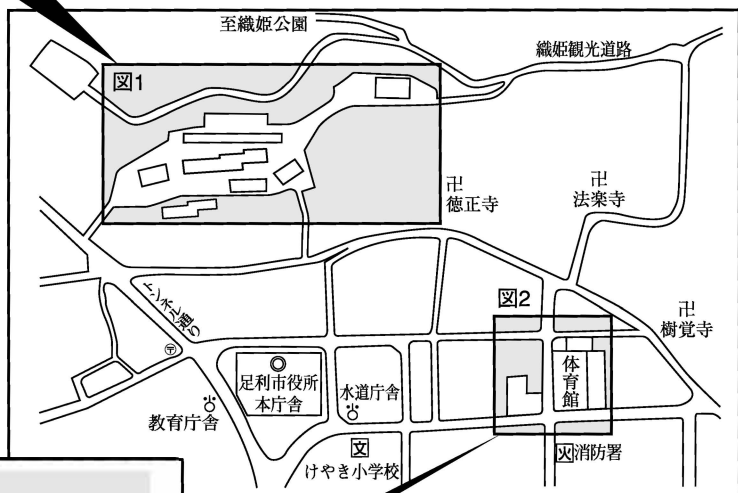 至織姫公園
織姫観光道路
図1
卍
徳正寺
卍
法楽寺
図2
卍
樹覚寺
トンネル通り
〒
足利市役所
本庁舎
水道庁舎
体育館
教育庁舎
文
けやき小学校
火消防署